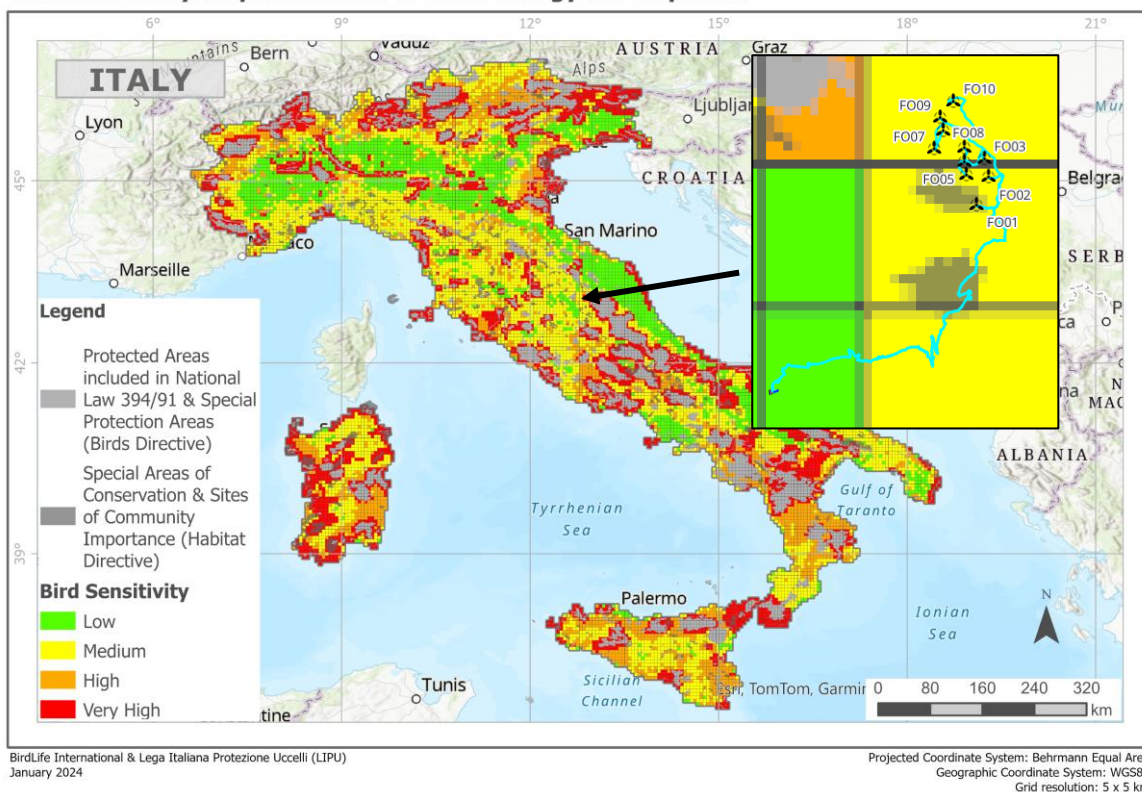 6°
9°
12°
15°
18°
21°
ITALY
Bern
Vaduz
AUSTRIA
Graz
Alps
Lyon
Ljubljan
45°
CROATIA
San Marino
Marseille
Belgra
SERB
42°
39°
ALBANIA
Tyrrhenian
Sea
Gulf of
Taranto
Palermo
Ionian
Sea
Sicilian
Channel
Tunis
Esri, TomTom, Garmin
FO10
FO09
FO08
FO07
FO03
FO05
FO02
FO01
Legend
Protected Areas
included in National
Law 394/91 & Special
Protection Areas
(Birds Directive)
Special Areas of
Conservation & Sites
of Community
Importance (Habitat
Directive)
Bird Sensitivity
Low
Medium
High
Very High
N
0 80 160 240 320
km
BirdLife International & Lega Italiana Protezione Uccelli (LIPU)
January 2024
Projected Coordinate System: Behrmann Equal Are
Geographic Coordinate System: WGS8
Grid resolution: 5 x 5 k